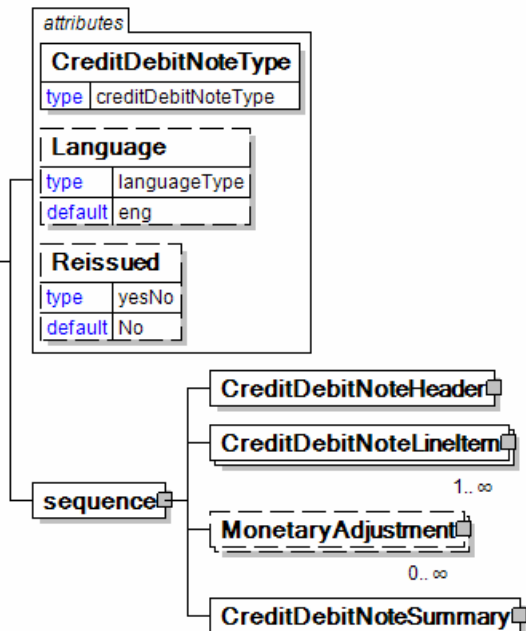 attributes
CreditDebitNoteType
type creditDebitNoteType
Language
type languageType
default eng
Reissued
type yesNo
default No
CreditDebitNoteHeader
CreditDebitNoteLineItem
1.. ∞
sequence
MonetaryAdjustment
0.. ∞
CreditDebitNoteSummary